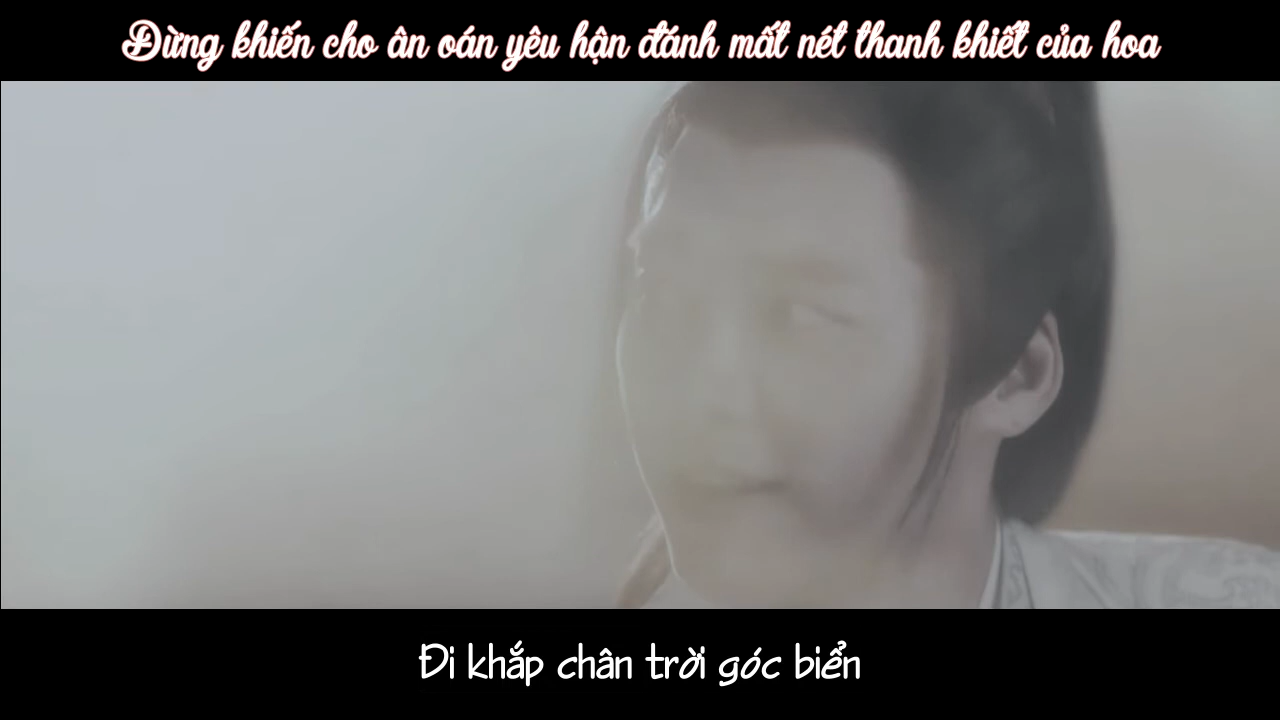 Đừng khiến cho ân oán yêu hận đánh mất nét thanh khiết của hoa
Đi khắp chân trời góc biển